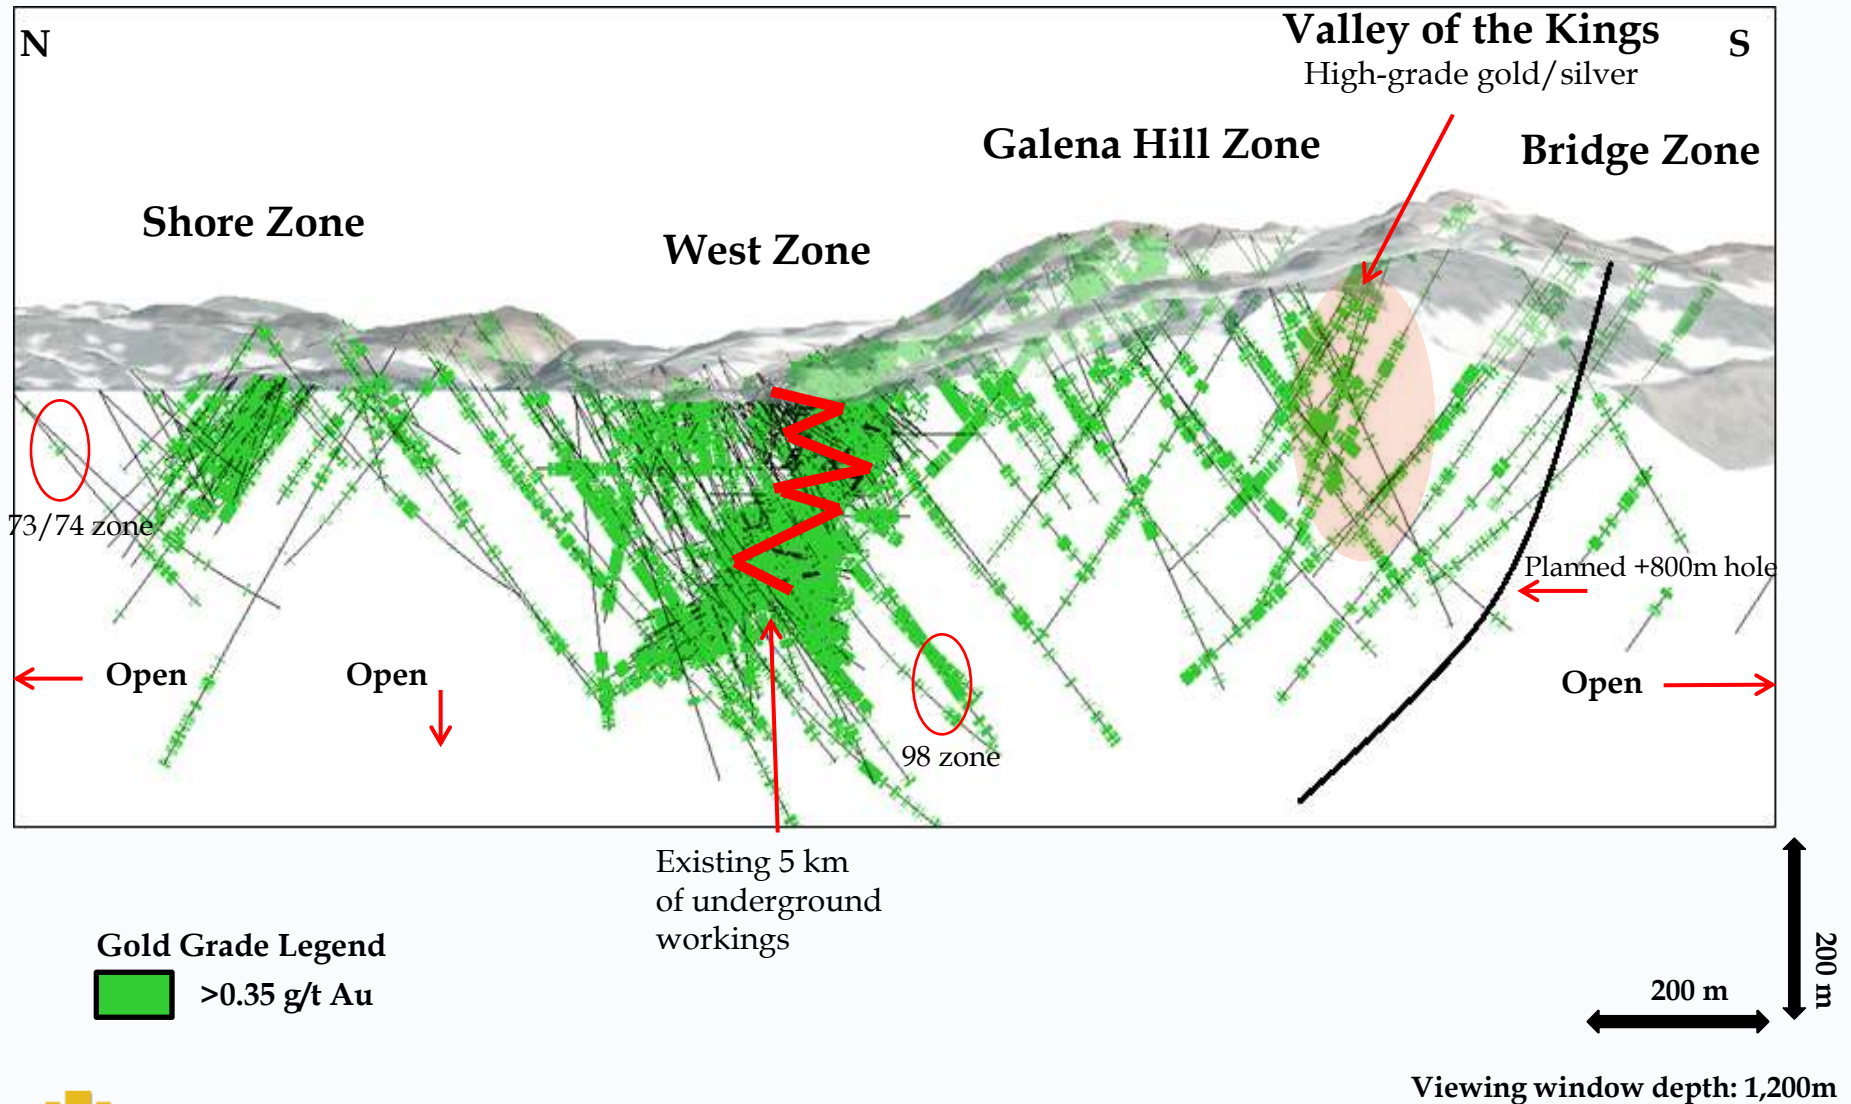 N
Valley of the Kings
S
High-grade gold/silver
Galena Hill Zone
Bridge Zone
Shore Zone
West Zone
73/74 zone
Planned +800m hole
Open
Open
Open
98 zone
Existing 5 km
of underground
workings
Gold Grade Legend
>0.35 g/t Au
200 m
200 m
Viewing window depth: 1,200m